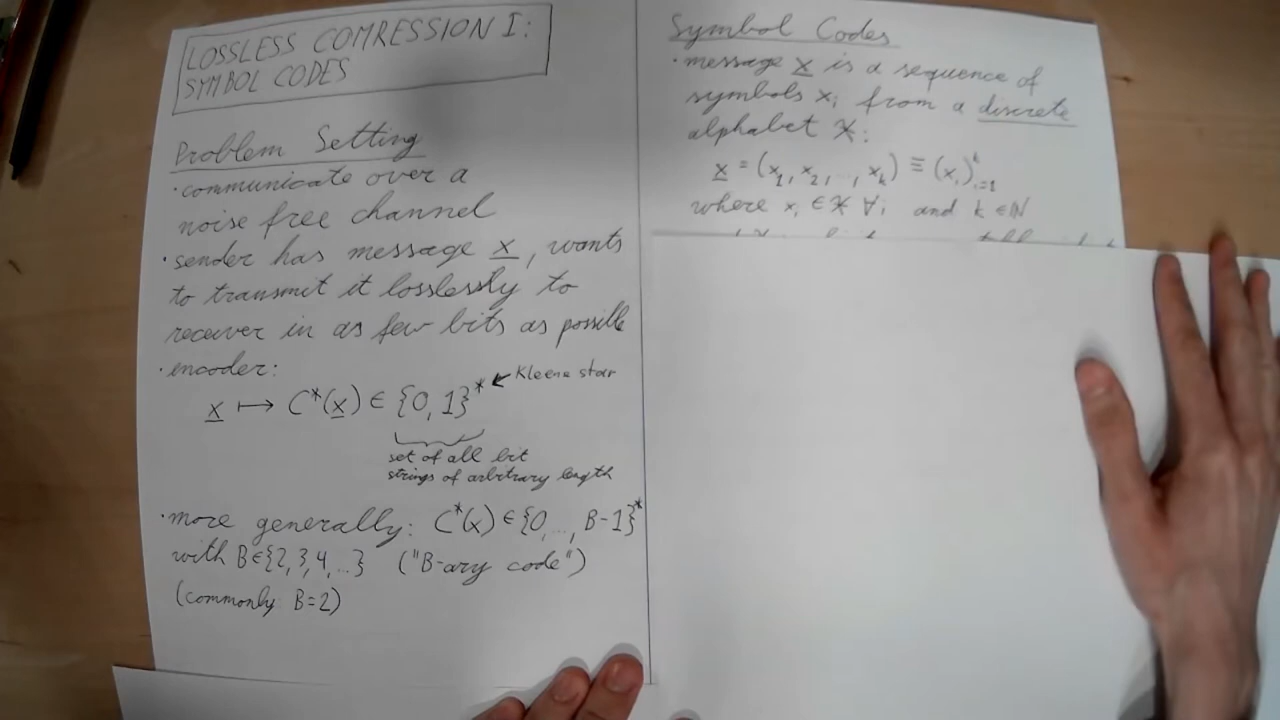 LOSSLESS COMRESSION I:
SYMBOL CODES
Problem Setting
· communicate over a
noise free channel
· sender has message x, wants
to transmit it losslessly to
receiver in as few bits as possible
· encoder:
x ↦ C*(x) ∈ {0, 1}* ← Kleene star
set of all bit
strings of arbitrary length
· more generally: C*(x) ∈ {0, ..., B-1}*
with B∈{2, 3, 4, ...} ("B-ary code")
(commonly B=2)
Symbol Codes
· message x is a sequence of
symbols xᵢ from a discrete
alphabet 𝒳:
x = (x₁, x₂, ..., xₖ) ≡ (xᵢ)ᵏᵢ₌₁
where xᵢ ∈ 𝒳 ∀i and k ∈ ℕ